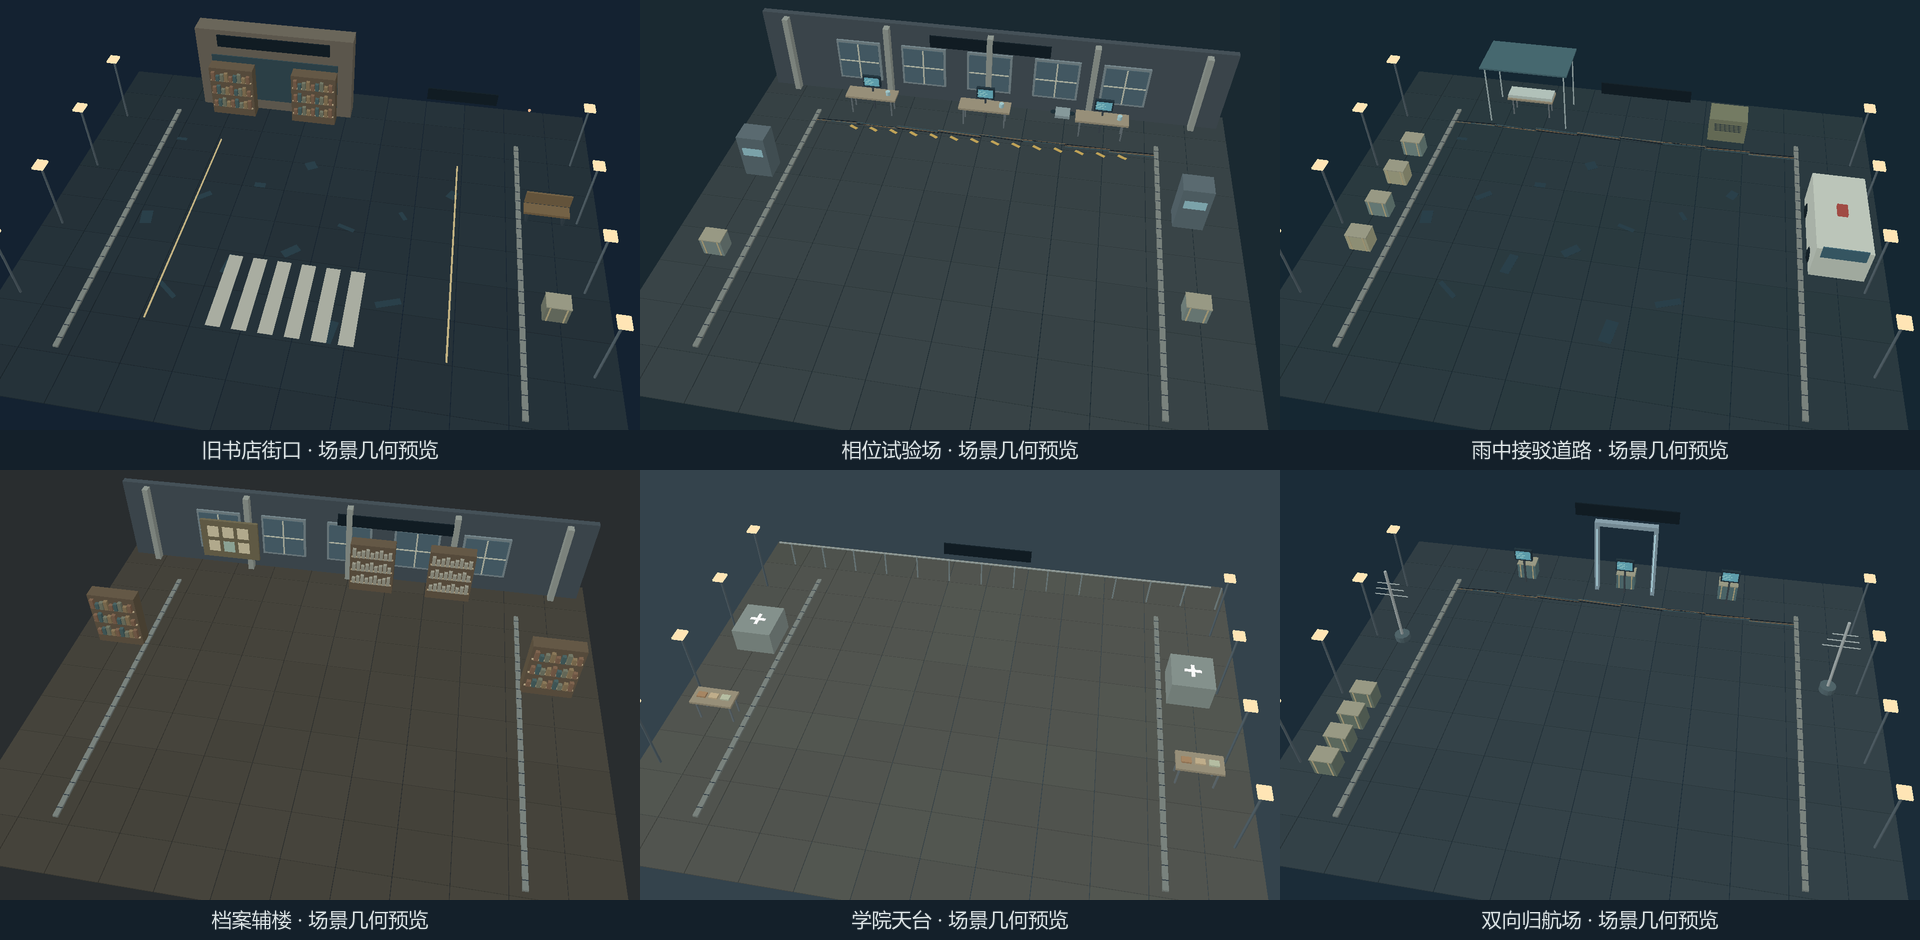 旧书店街口 · 场景几何预览
相位试验场 · 场景几何预览
雨中接驳道路 · 场景几何预览
档案辅楼 · 场景几何预览
学院天台 · 场景几何预览
双向归航场 · 场景几何预览